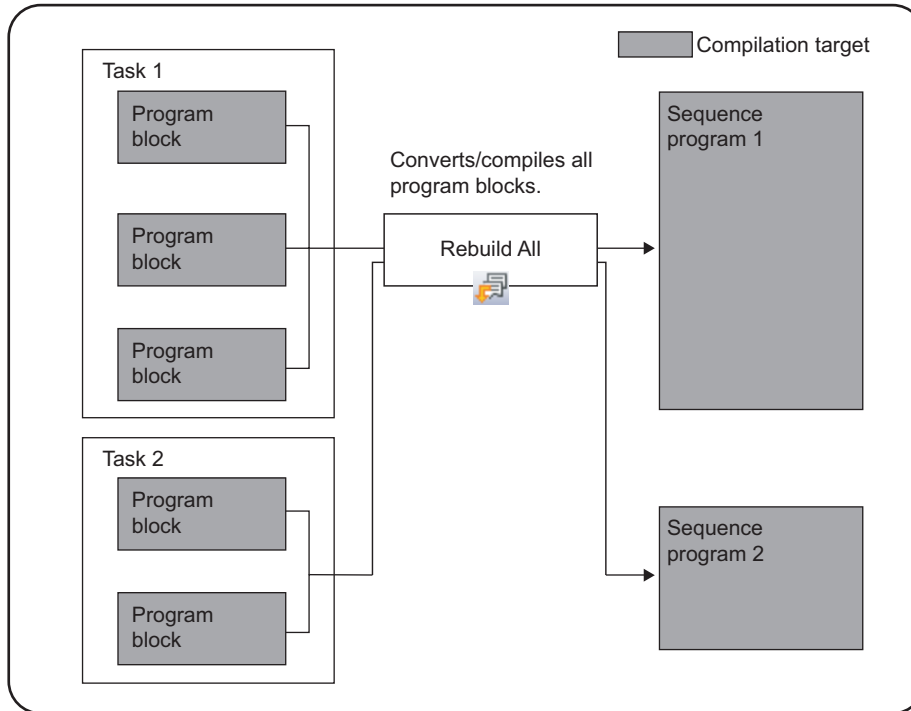 Compilation target
Task 1
Program
block
Program
block
Program
block
Converts/compiles all
program blocks.
Rebuild All
Sequence
program 1
Task 2
Program
block
Program
block
Sequence
program 2